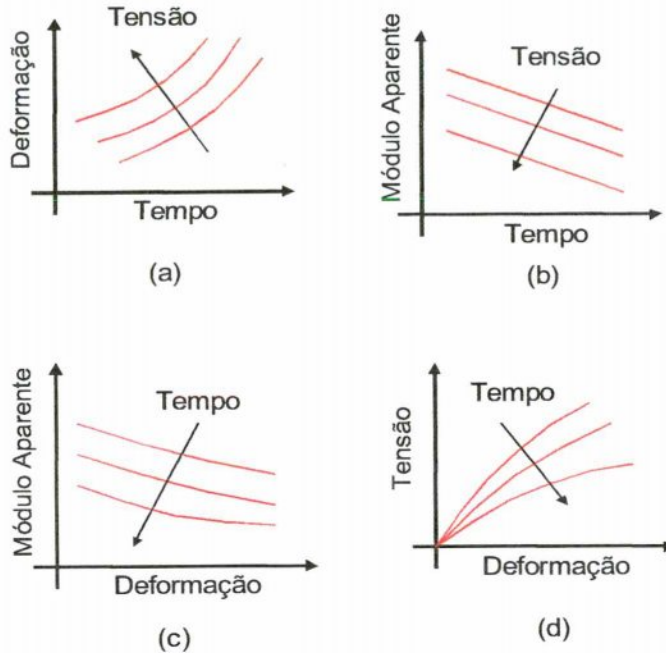 Tensão
Deformação
Tempo
(a)
Tensão
Módulo Aparente
Tempo
(b)
Tempo
Módulo Aparente
Deformação
(c)
Tempo
Tensão
Deformação
(d)